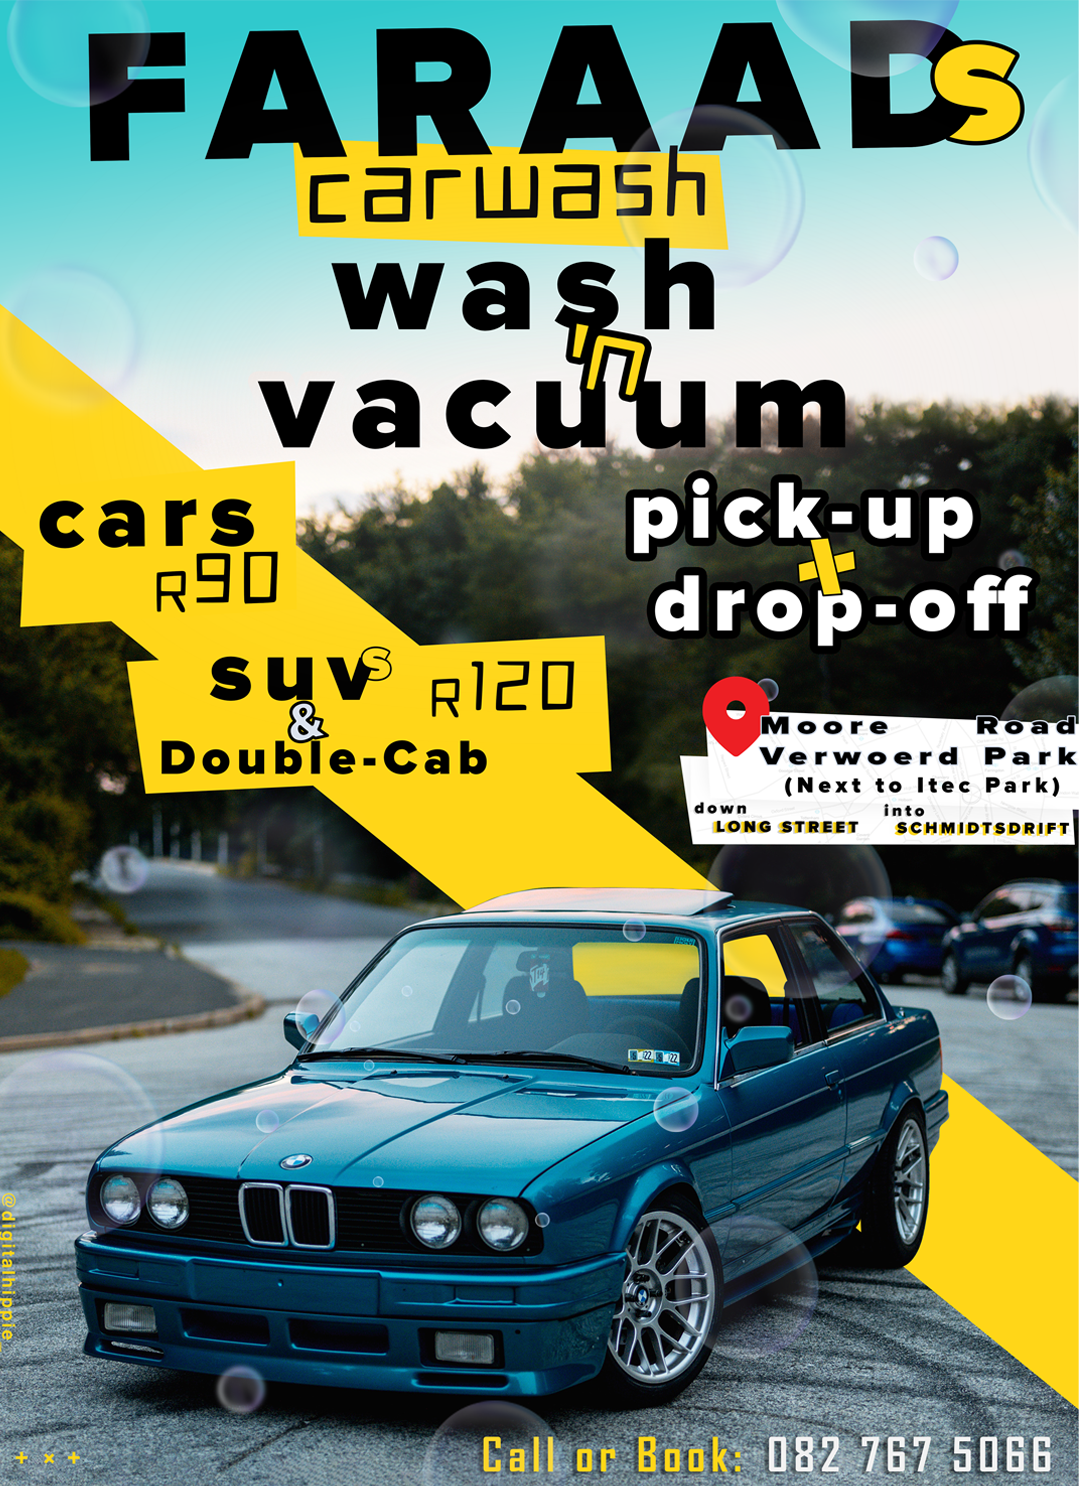 FARAADs
carwash
wash
'n
vacuum
cars
R90
suvs R120
&
Double-Cab
pick-up
+
drop-off
Moore Road
Verwoerd Park
(Next to Itec Park)
down into
LONG STREET SCHMIDTSDRIFT
@digitalhippie_
+ × +
Call or Book: 082 767 5066